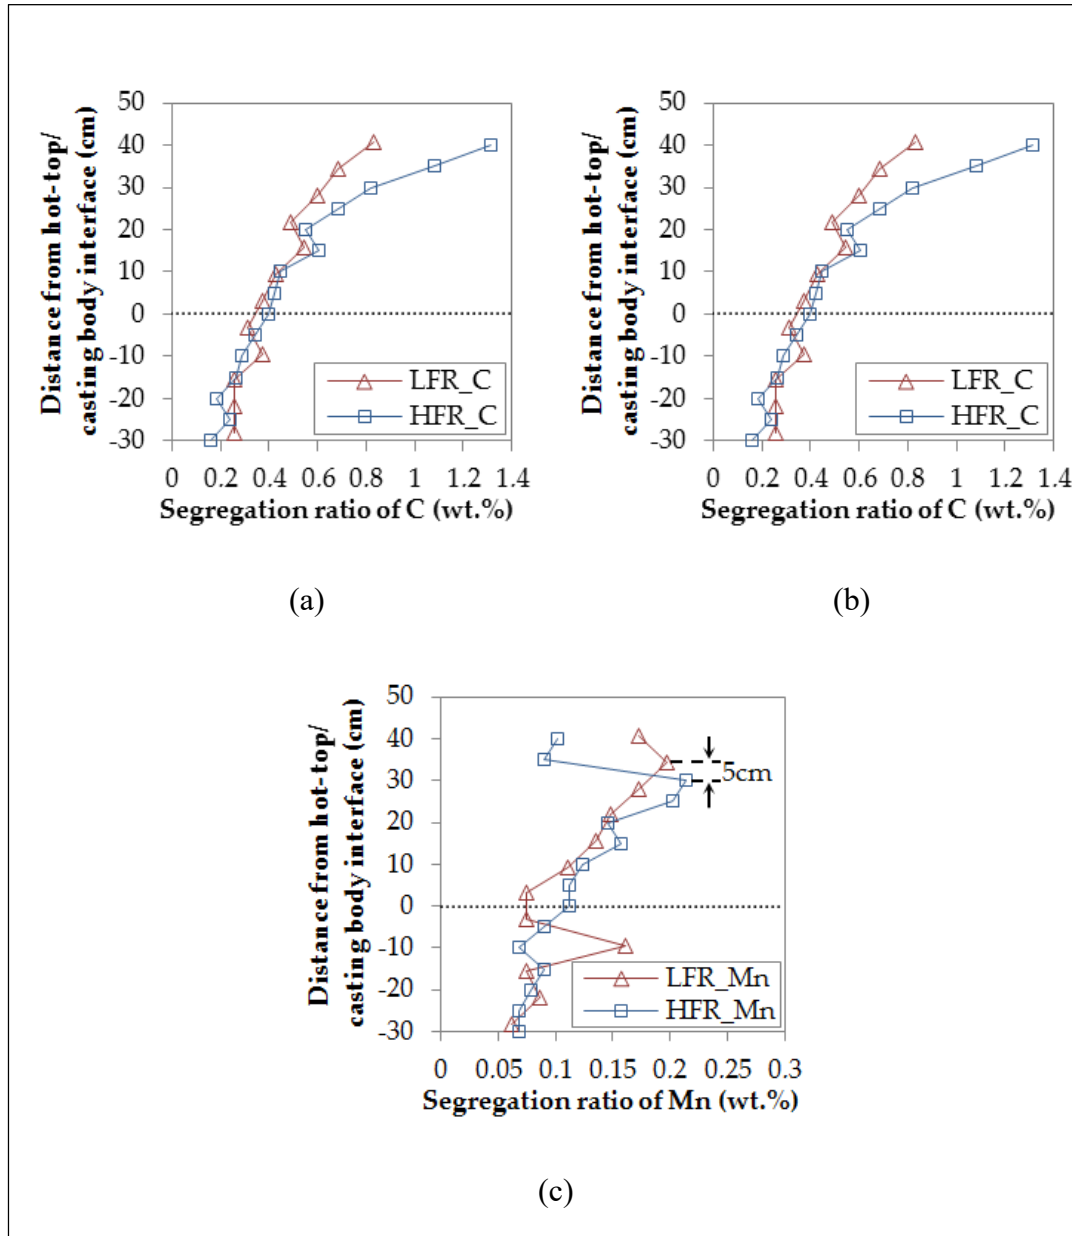 50
40
30
20
10
0
-10
-20
-30
Distance from hot-top/
casting body interface (cm)
LFR_C
HFR_C
0 0.2 0.4 0.6 0.8 1 1.2 1.4
Segregation ratio of C (wt.%)
(a)
50
40
30
20
10
0
-10
-20
-30
Distance from hot-top/
casting body interface (cm)
LFR_C
HFR_C
0 0.2 0.4 0.6 0.8 1 1.2 1.4
Segregation ratio of C (wt.%)
(b)
50
40
30
20
10
0
-10
-20
-30
Distance from hot-top/
casting body interface (cm)
5cm
LFR_Mn
HFR_Mn
0 0.05 0.1 0.15 0.2 0.25 0.3
Segregation ratio of Mn (wt.%)
(c)